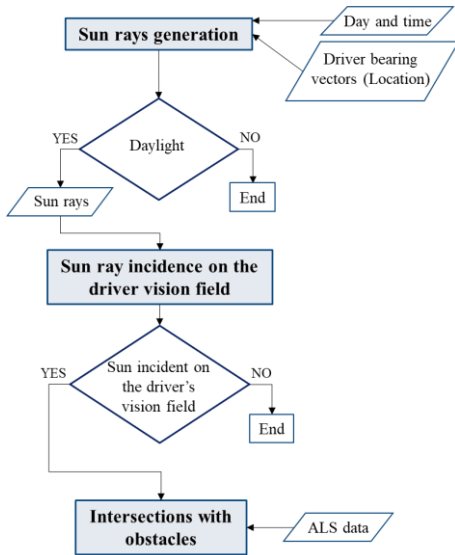 Sun rays generation
Day and time
Driver bearing
vectors (Location)
YES
NO
Daylight
End
Sun rays
Sun ray incidence on the
driver vision field
YES
NO
Sun incident on
the driver's
vision field
End
Intersections with
obstacles
ALS data